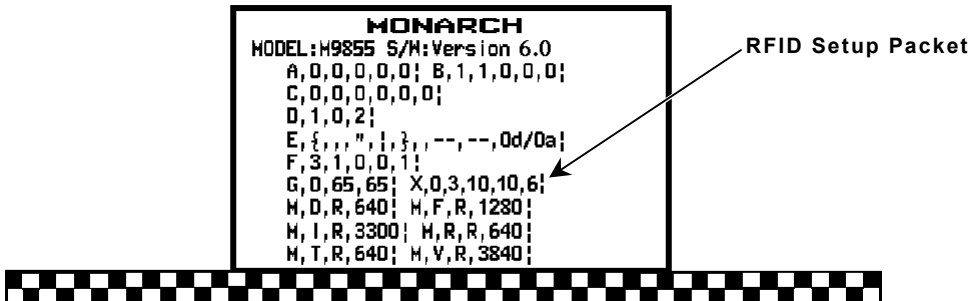 MONARCH
MODEL:M9855 S/W:Version 6.0
RFID Setup Packet
A,0,0,0,0,0¦ B,1,1,0,0,0¦
C,0,0,0,0,0,0¦
D,1,0,2¦
E,{,,,",|,},,--,--,0d/0a¦
F,3,1,0,0,1¦
G,0,65,65¦ X,0,3,10,10,6¦
M,D,R,640¦ M,F,R,1280¦
M,I,R,3300¦ M,R,R,640¦
M,T,R,640¦ M,V,R,3840¦